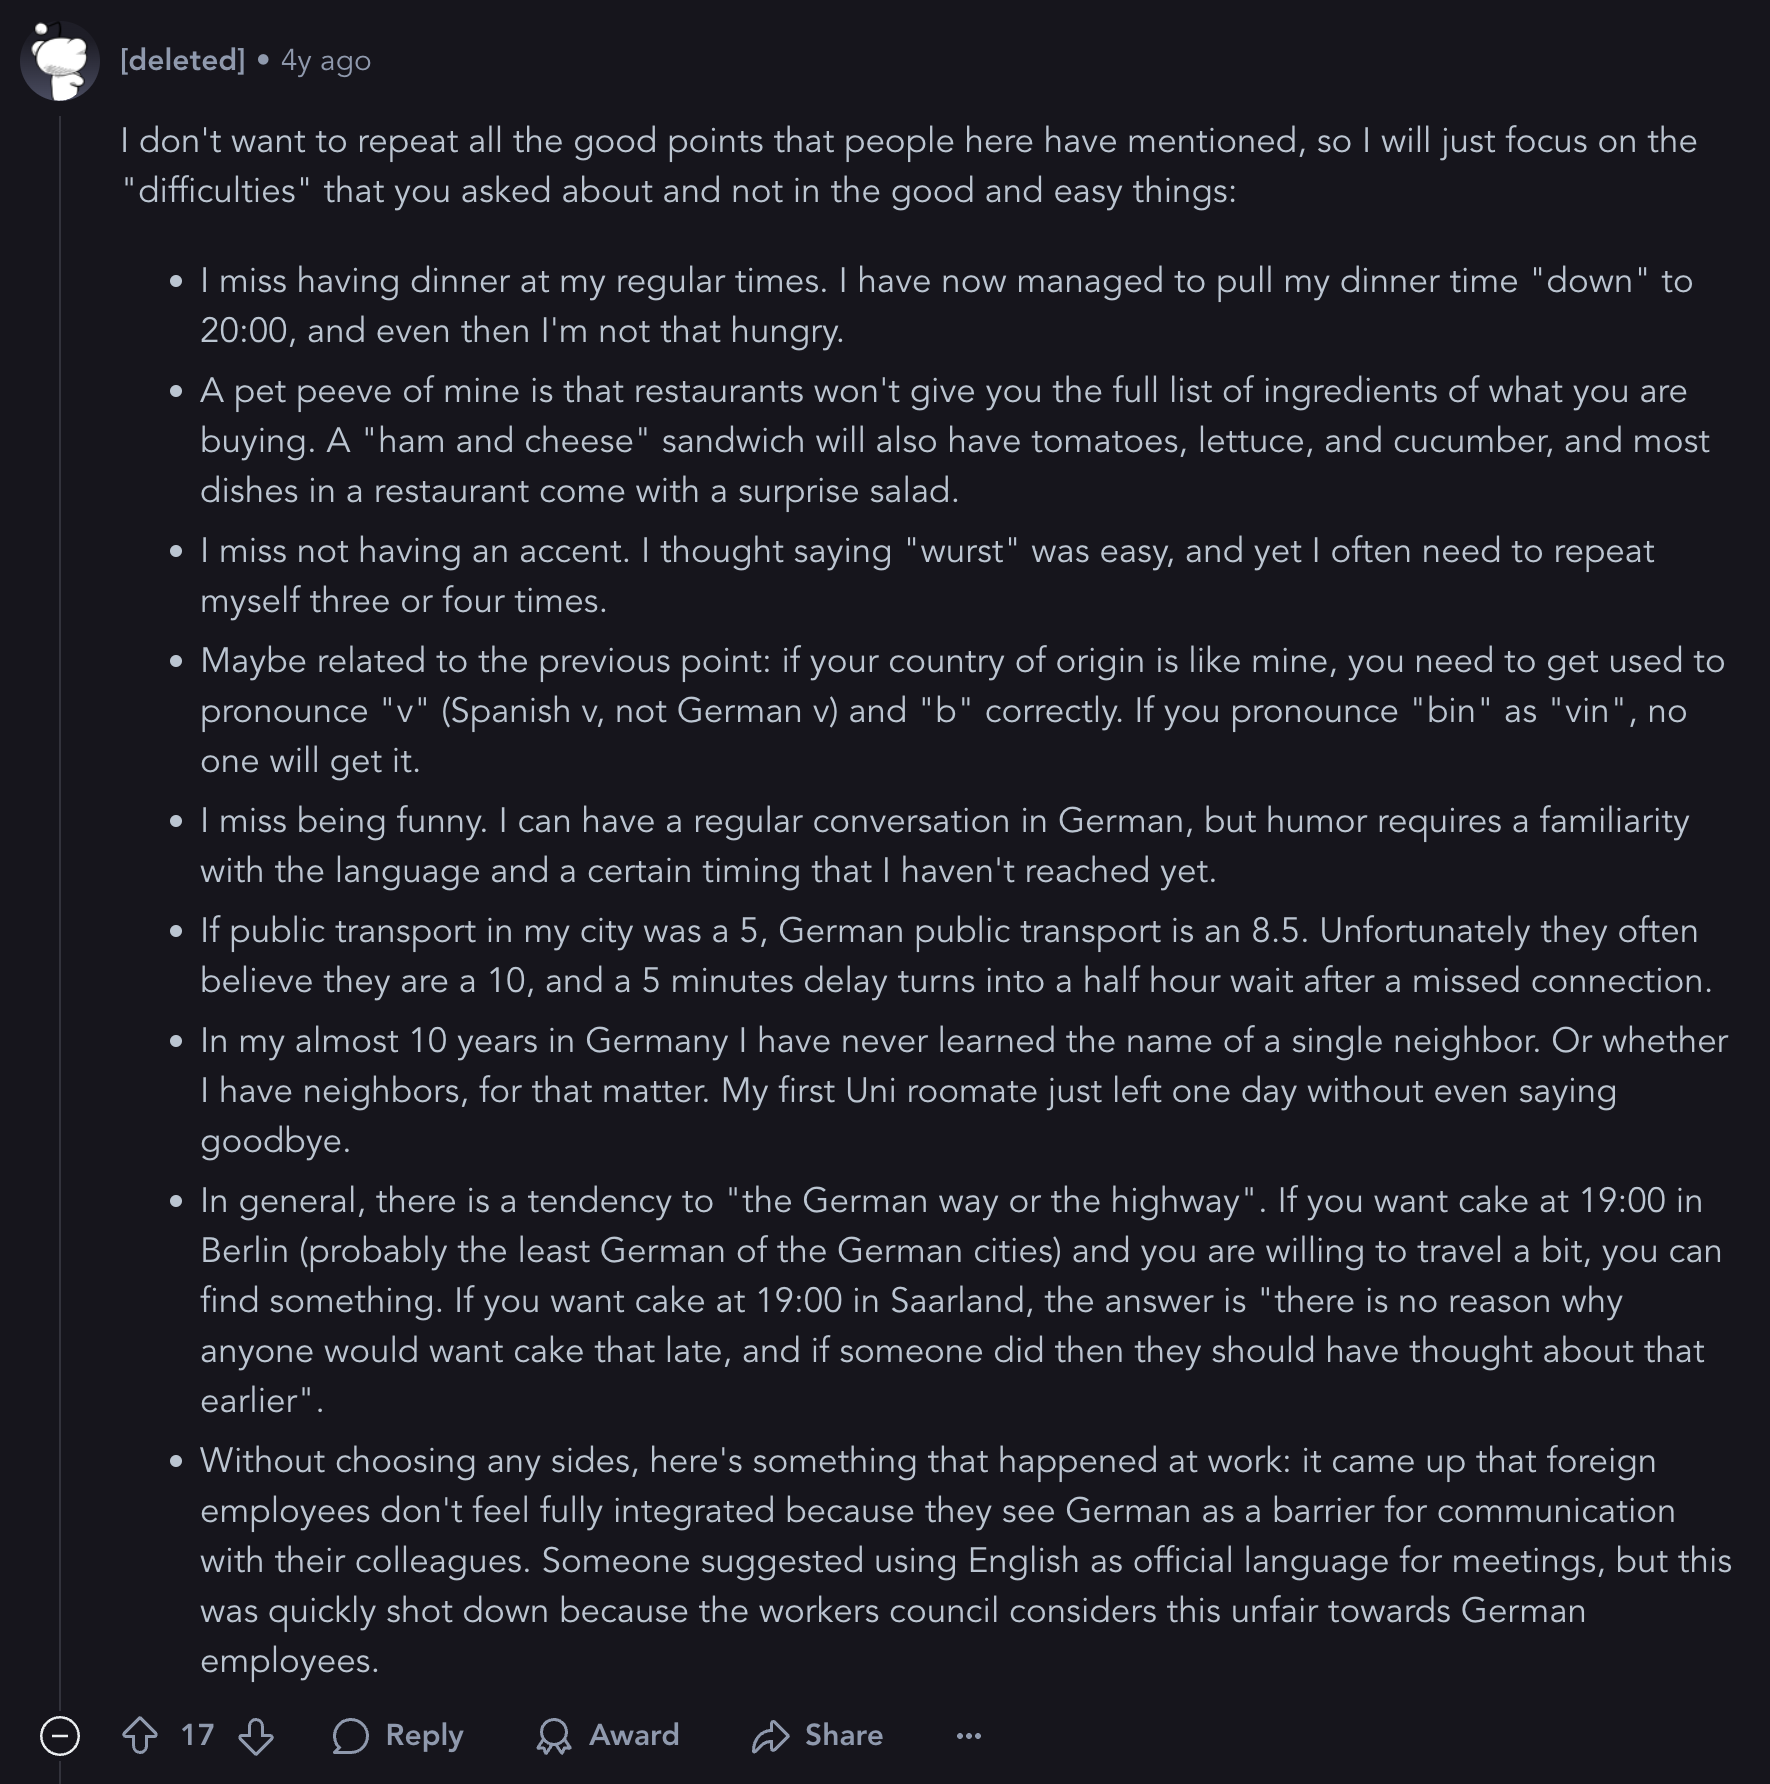 [deleted] • 4y ago
I don't want to repeat all the good points that people here have mentioned, so I will just focus on the
"difficulties" that you asked about and not in the good and easy things:
• I miss having dinner at my regular times. I have now managed to pull my dinner time "down" to
20:00, and even then I'm not that hungry.
• A pet peeve of mine is that restaurants won't give you the full list of ingredients of what you are
buying. A "ham and cheese" sandwich will also have tomatoes, lettuce, and cucumber, and most
dishes in a restaurant come with a surprise salad.
• I miss not having an accent. I thought saying "wurst" was easy, and yet I often need to repeat
myself three or four times.
• Maybe related to the previous point: if your country of origin is like mine, you need to get used to
pronounce "v" (Spanish v, not German v) and "b" correctly. If you pronounce "bin" as "vin", no
one will get it.
• I miss being funny. I can have a regular conversation in German, but humor requires a familiarity
with the language and a certain timing that I haven't reached yet.
• If public transport in my city was a 5, German public transport is an 8.5. Unfortunately they often
believe they are a 10, and a 5 minutes delay turns into a half hour wait after a missed connection.
• In my almost 10 years in Germany I have never learned the name of a single neighbor. Or whether
I have neighbors, for that matter. My first Uni roomate just left one day without even saying
goodbye.
• In general, there is a tendency to "the German way or the highway". If you want cake at 19:00 in
Berlin (probably the least German of the German cities) and you are willing to travel a bit, you can
find something. If you want cake at 19:00 in Saarland, the answer is "there is no reason why
anyone would want cake that late, and if someone did then they should have thought about that
earlier".
• Without choosing any sides, here's something that happened at work: it came up that foreign
employees don't feel fully integrated because they see German as a barrier for communication
with their colleagues. Someone suggested using English as official language for meetings, but this
was quickly shot down because the workers council considers this unfair towards German
employees.
17 Reply Award Share ...